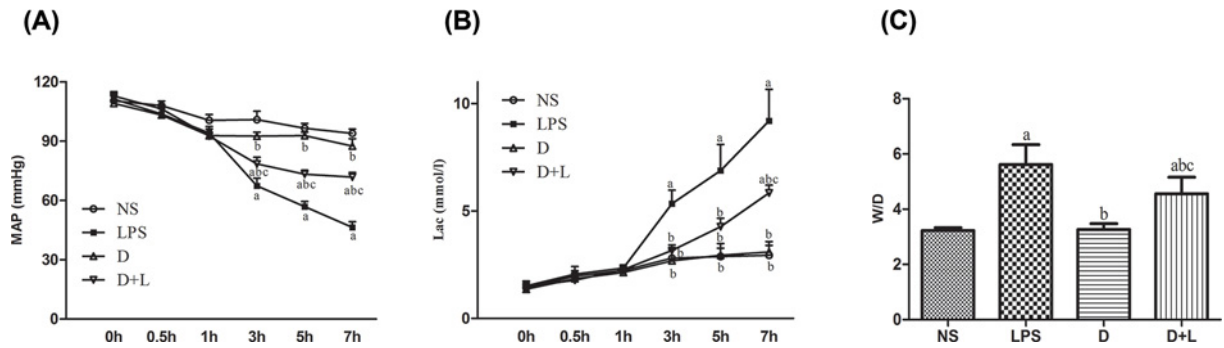 (A)
MAP (mmHg)
120
90
60
30
0
NS
LPS
D
D+L
b
b
b
abc
abc
abc
a
a
a
0h
0.5h
1h
3h
5h
7h
(B)
Lac (mmol/l)
10
5
0
NS
LPS
D
D+L
a
a
a
abc
b
b
b
b
b
b
b
b
0h
0.5h
1h
3h
5h
7h
(C)
W/D
8
6
4
2
0
a
b
abc
NS
LPS
D
D+L